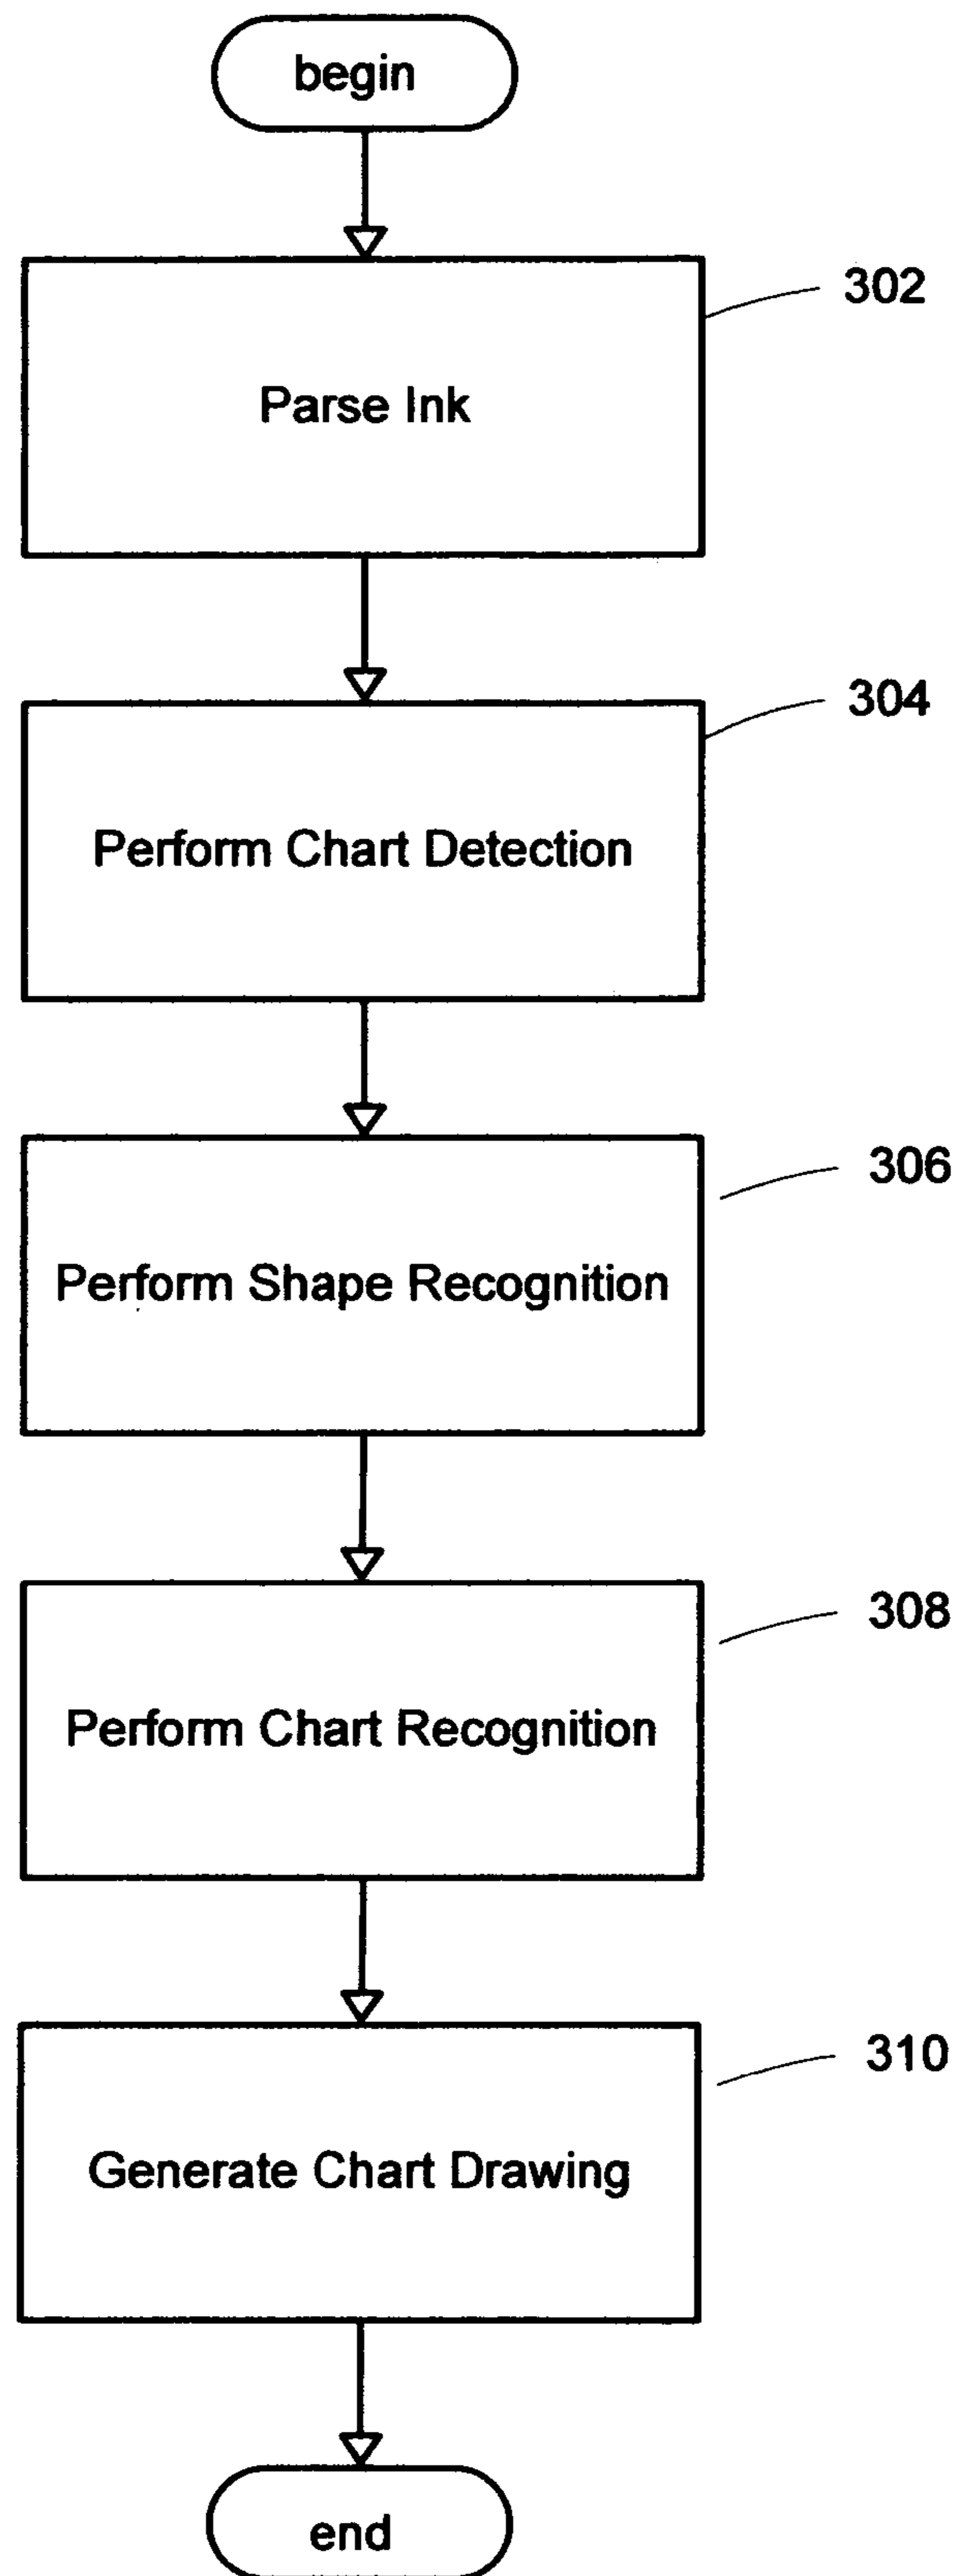 begin
302
Parse Ink
304
Perform Chart Detection
306
Perform Shape Recognition
308
Perform Chart Recognition
310
Generate Chart Drawing
end